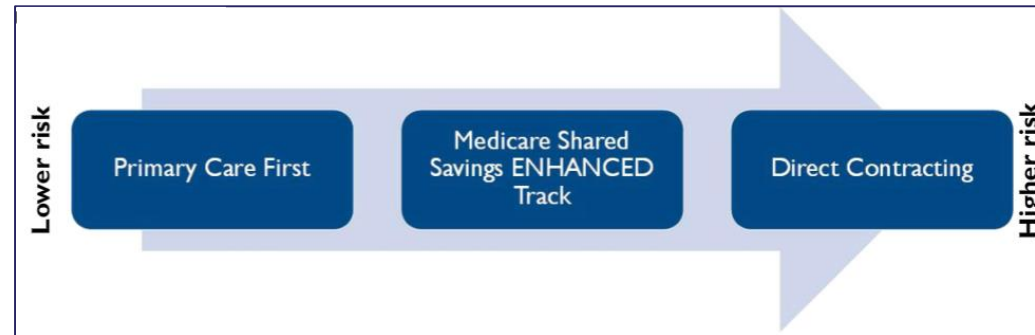 Lower risk
Primary Care First
Medicare Shared
Savings ENHANCED
Track
Direct Contracting
Higher risk